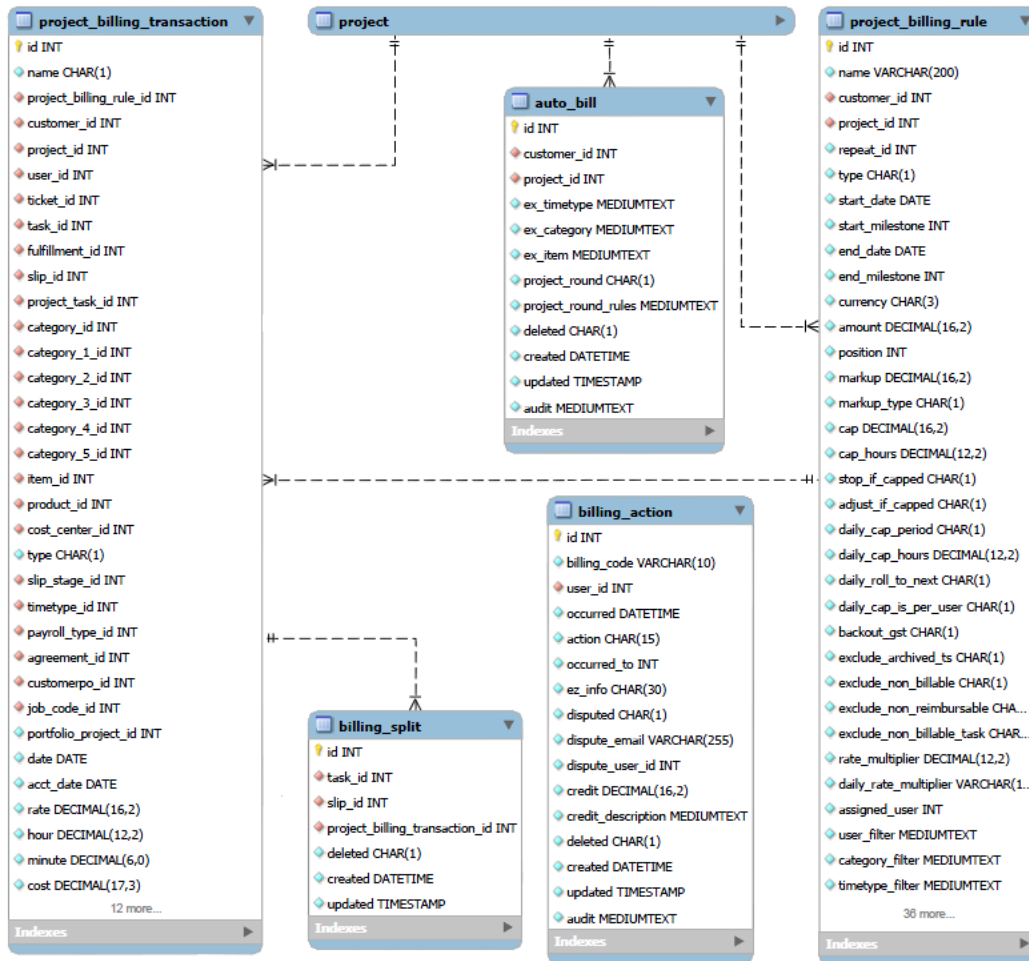 project_billing_transaction
id INT
name CHAR(1)
project_billing_rule_id INT
customer_id INT
project_id INT
user_id INT
ticket_id INT
task_id INT
fulfillment_id INT
slip_id INT
project_task_id INT
category_id INT
category_1_id INT
category_2_id INT
category_3_id INT
category_4_id INT
category_5_id INT
item_id INT
product_id INT
cost_center_id INT
type CHAR(1)
slip_stage_id INT
timetype_id INT
payroll_type_id INT
agreement_id INT
customerpo_id INT
job_code_id INT
portfolio_project_id INT
date DATE
acct_date DATE
rate DECIMAL(16,2)
hour DECIMAL(12,2)
minute DECIMAL(6,0)
cost DECIMAL(17,3)
12 more...
Indexes
project
auto_bill
id INT
customer_id INT
project_id INT
ex_timetype MEDIUMTEXT
ex_category MEDIUMTEXT
ex_item MEDIUMTEXT
project_round CHAR(1)
project_round_rules MEDIUMTEXT
deleted CHAR(1)
created DATETIME
updated TIMESTAMP
audit MEDIUMTEXT
Indexes
billing_split
id INT
task_id INT
slip_id INT
project_billing_transaction_id INT
deleted CHAR(1)
created DATETIME
updated TIMESTAMP
Indexes
billing_action
id INT
billing_code VARCHAR(10)
user_id INT
occurred DATETIME
action CHAR(15)
occurred_to INT
ez_info CHAR(30)
disputed CHAR(1)
dispute_email VARCHAR(255)
dispute_user_id INT
credit DECIMAL(16,2)
credit_description MEDIUMTEXT
deleted CHAR(1)
created DATETIME
updated TIMESTAMP
audit MEDIUMTEXT
Indexes
project_billing_rule
id INT
name VARCHAR(200)
customer_id INT
project_id INT
repeat_id INT
type CHAR(1)
start_date DATE
start_milestone INT
end_date DATE
end_milestone INT
currency CHAR(3)
amount DECIMAL(16,2)
position INT
markup DECIMAL(16,2)
markup_type CHAR(1)
cap DECIMAL(16,2)
cap_hours DECIMAL(12,2)
stop_if_capped CHAR(1)
adjust_if_capped CHAR(1)
daily_cap_period CHAR(1)
daily_cap_hours DECIMAL(12,2)
daily_roll_to_next CHAR(1)
daily_cap_is_per_user CHAR(1)
backout_gst CHAR(1)
exclude_archived_ts CHAR(1)
exclude_non_billable CHAR(1)
exclude_non_reimbursable CHA...
exclude_non_billable_task CHAR...
rate_multiplier DECIMAL(12,2)
daily_rate_multiplier VARCHAR(1...
assigned_user INT
user_filter MEDIUMTEXT
category_filter MEDIUMTEXT
timetype_filter MEDIUMTEXT
36 more...
Indexes